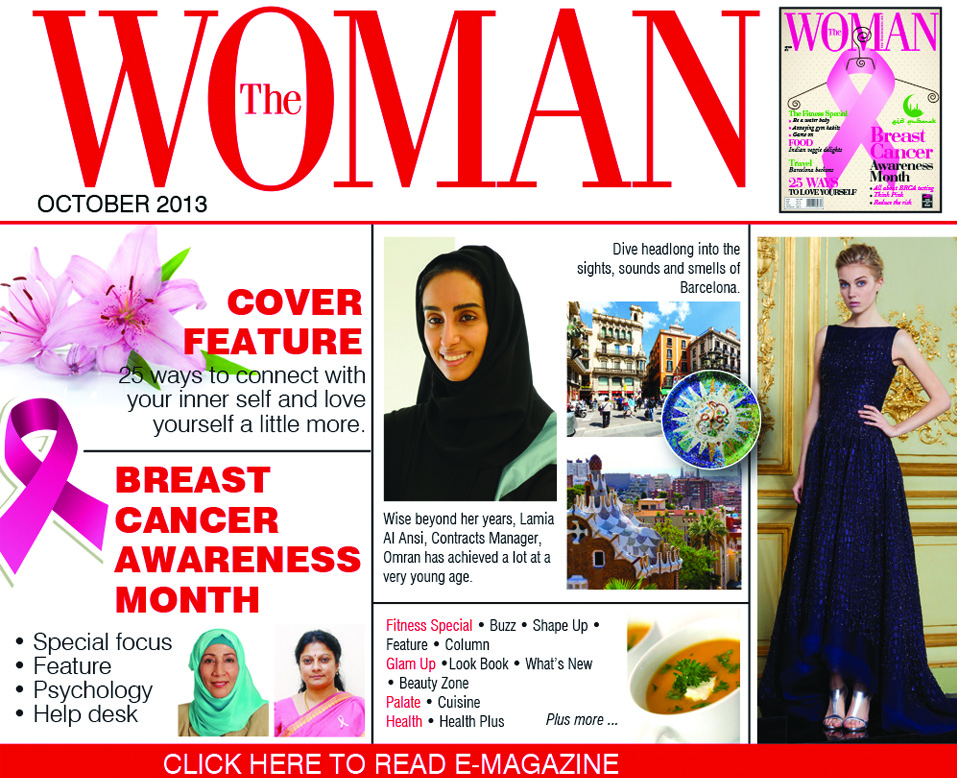 The WOMAN
OCTOBER 2013
The WOMAN
The Fitness Special
• Be a water baby
• Annoying gym habits
• Game on
FOOD
Indian veggie delights
Travel
Barcelona beckons
25 WAYS
TO LOVE YOURSELF
Eid Mubarak
Breast
Cancer
Awareness
Month
• All about BRCA testing
• Think Pink
• Reduce the risk
COVER
FEATURE
25 ways to connect with
your inner self and love
yourself a little more.
BREAST
CANCER
AWARENESS
MONTH
• Special focus
• Feature
• Psychology
• Help desk
Wise beyond her years, Lamia
Al Ansi, Contracts Manager,
Omran has achieved a lot at a
very young age.
Dive headlong into the
sights, sounds and smells of
Barcelona.
Fitness Special • Buzz • Shape Up •
Feature • Column
Glam Up •Look Book • What's New
• Beauty Zone
Palate • Cuisine
Health • Health Plus
Plus more ...
CLICK HERE TO READ E-MAGAZINE